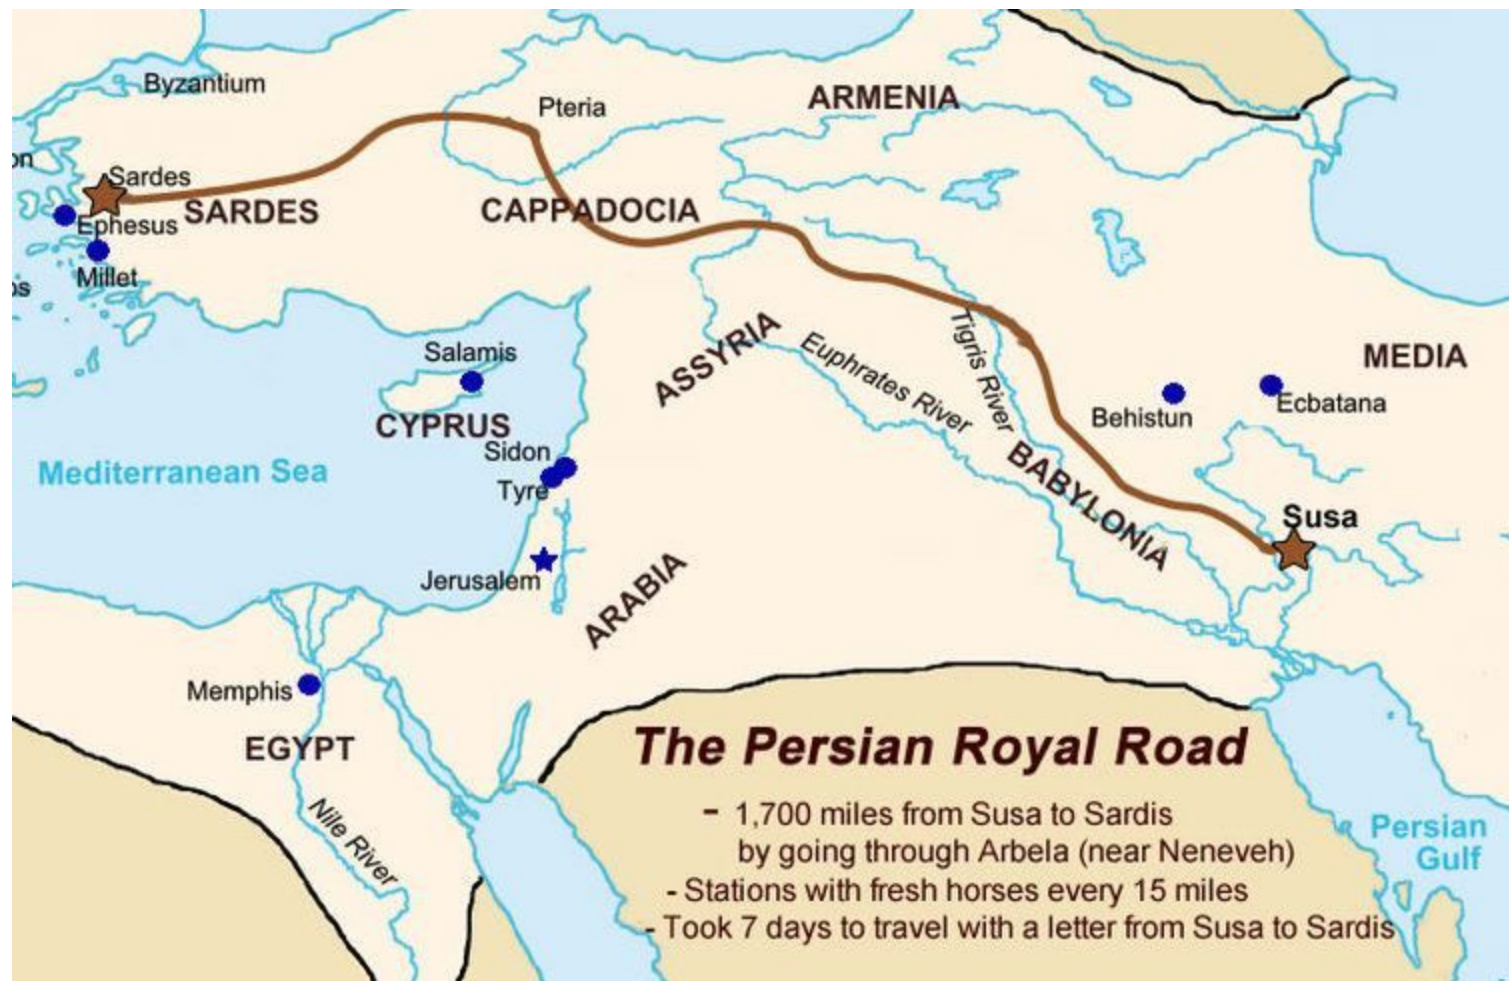 Byzantium
Pteria
ARMENIA
on
Sardes
SARDES
CAPPADOCIA
Ephesus
Millet
os
Salamis
CYPRUS
ASSYRIA
Euphrates River
Tigris River
MEDIA
Behistun
Ecbatana
Mediterranean Sea
Sidon
Tyre
BABYLONIA
Susa
Jerusalem
ARABIA
Memphis
EGYPT
Nile River
The Persian Royal Road
- 1,700 miles from Susa to Sardis
by going through Arbela (near Neneveh)
- Stations with fresh horses every 15 miles
- Took 7 days to travel with a letter from Susa to Sardis
Persian
Gulf